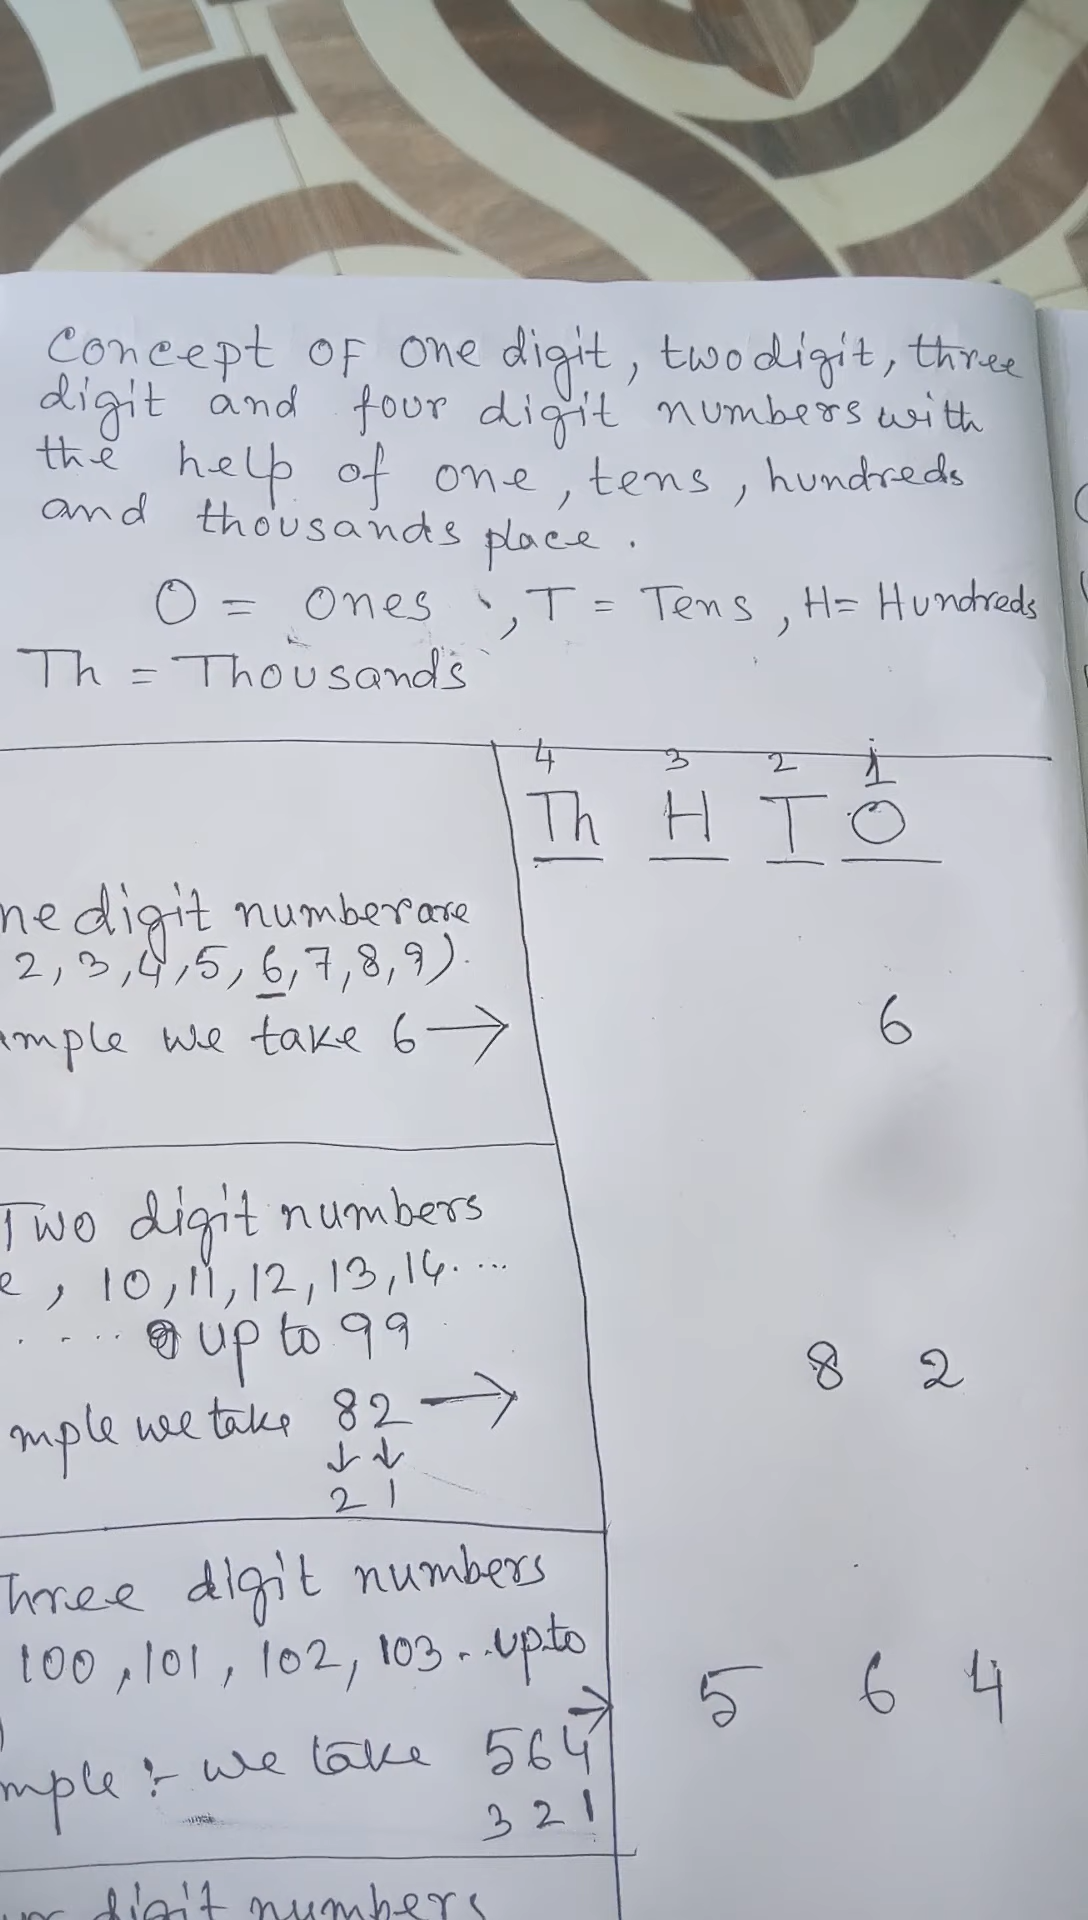 Concept OF one digit, two digit, three
digit and four digit numbers with
the help of one, tens, hundreds
and thousands place.
O = ones , T = Tens , H = Hundreds
Th = Thousands
4 3 2 1
Th H T O
ne digit number are
2, 3, 4, 5, 6, 7, 8, 9).
mple we take 6 →
6
Two digit numbers
e, 10, 11, 12, 13, 14. ...
. ... up to 99
mple we take 82 →
8 2
↓ ↓
2 1
Three digit numbers
100, 101, 102, 103 .. upto
→ 5 6 4
mple :- we take 564
3 2 1
digit numbers